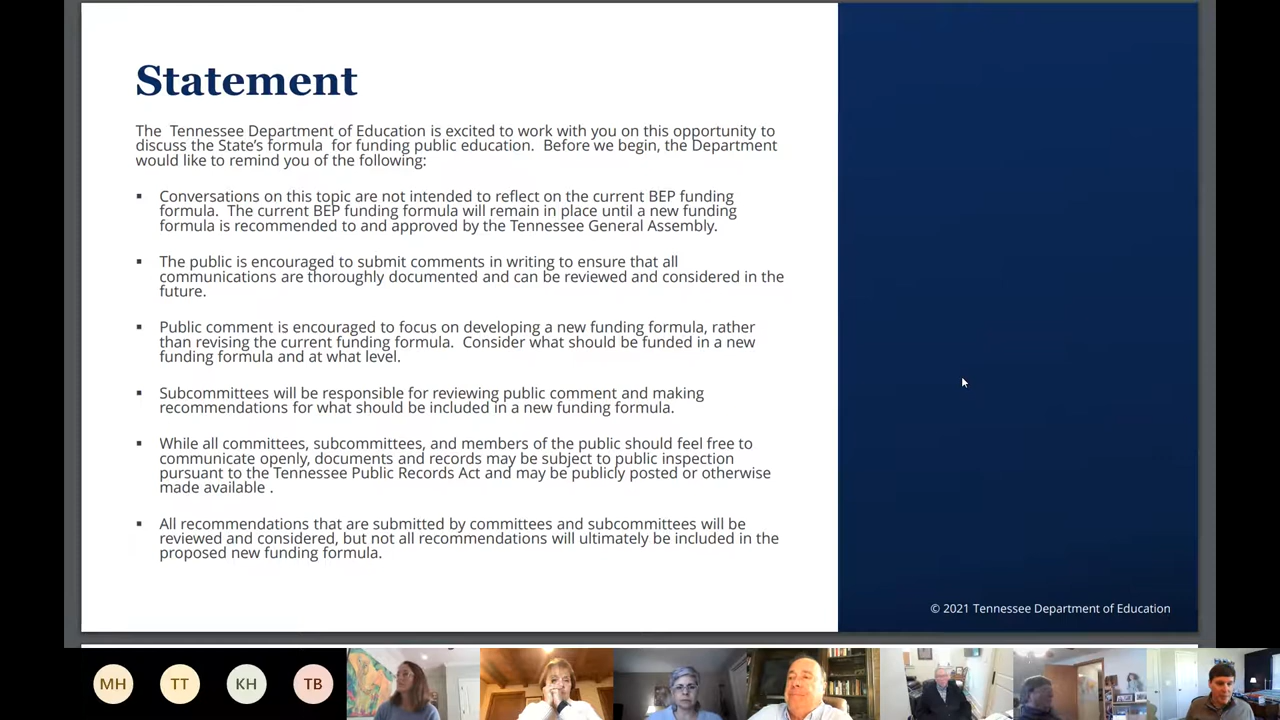 Statement
The  Tennessee Department of Education is excited to work with you on this opportunity to
discuss the State's formula  for funding public education.  Before we begin, the Department
would like to remind you of the following:
▪ Conversations on this topic are not intended to reflect on the current BEP funding
formula.  The current BEP funding formula will remain in place until a new funding
formula is recommended to and approved by the Tennessee General Assembly.
▪ The public is encouraged to submit comments in writing to ensure that all
communications are thoroughly documented and can be reviewed and considered in the
future.
▪ Public comment is encouraged to focus on developing a new funding formula, rather
than revising the current funding formula.  Consider what should be funded in a new
funding formula and at what level.
▪ Subcommittees will be responsible for reviewing public comment and making
recommendations for what should be included in a new funding formula.
▪ While all committees, subcommittees, and members of the public should feel free to
communicate openly, documents and records may be subject to public inspection
pursuant to the Tennessee Public Records Act and may be publicly posted or otherwise
made available .
▪ All recommendations that are submitted by committees and subcommittees will be
reviewed and considered, but not all recommendations will ultimately be included in the
proposed new funding formula.
© 2021 Tennessee Department of Education
MH TT KH TB